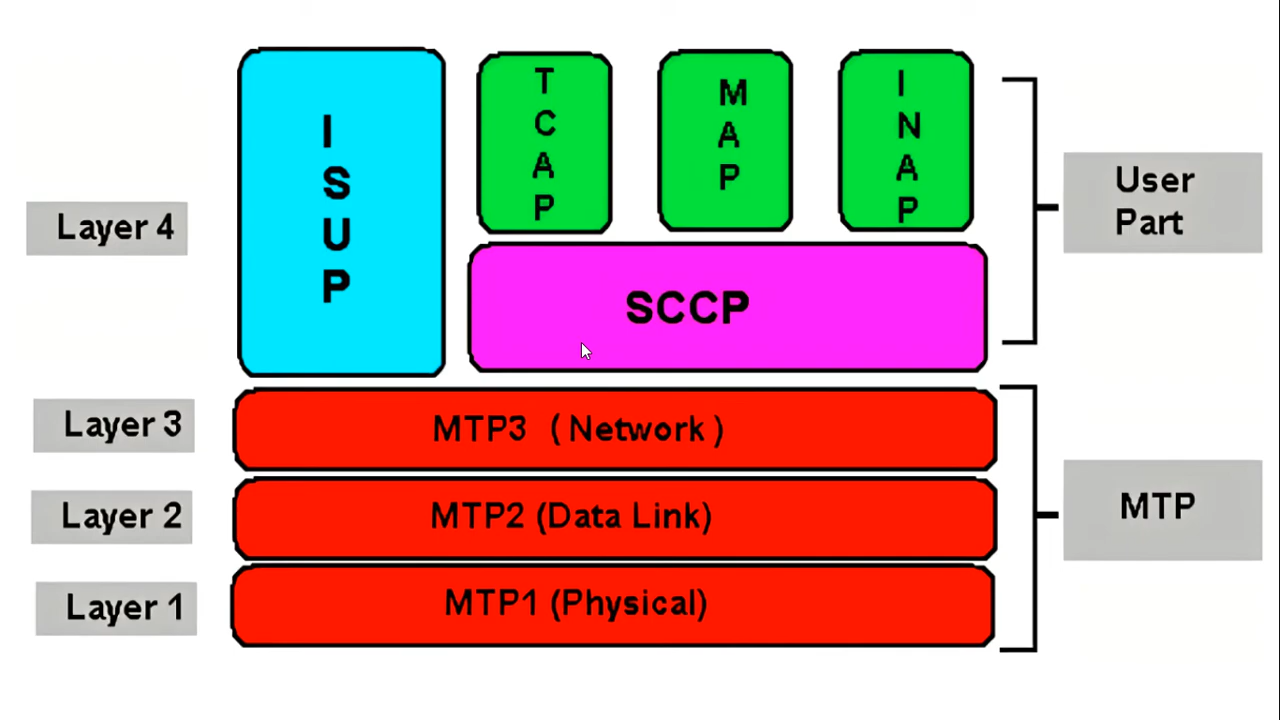 ISUP
TCAP
MAP
INAP
User
Part
Layer 4
SCCP
Layer 3
MTP3 ( Network )
Layer 2
MTP2 (Data Link)
MTP
Layer 1
MTP1 (Physical)